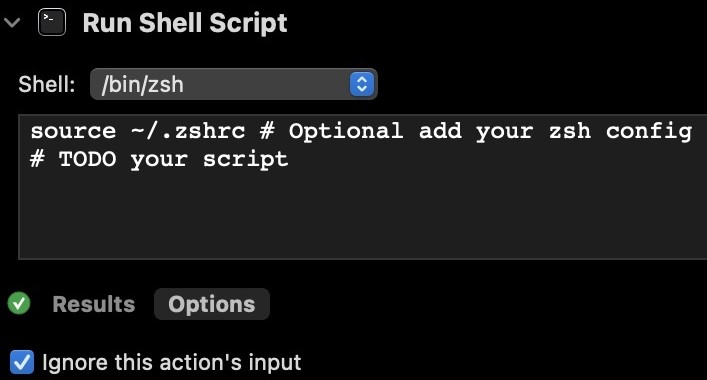 Run Shell Script
Shell: /bin/zsh
source ~/.zshrc # Optional add your zsh config
# TODO your script
Results Options
Ignore this action's input